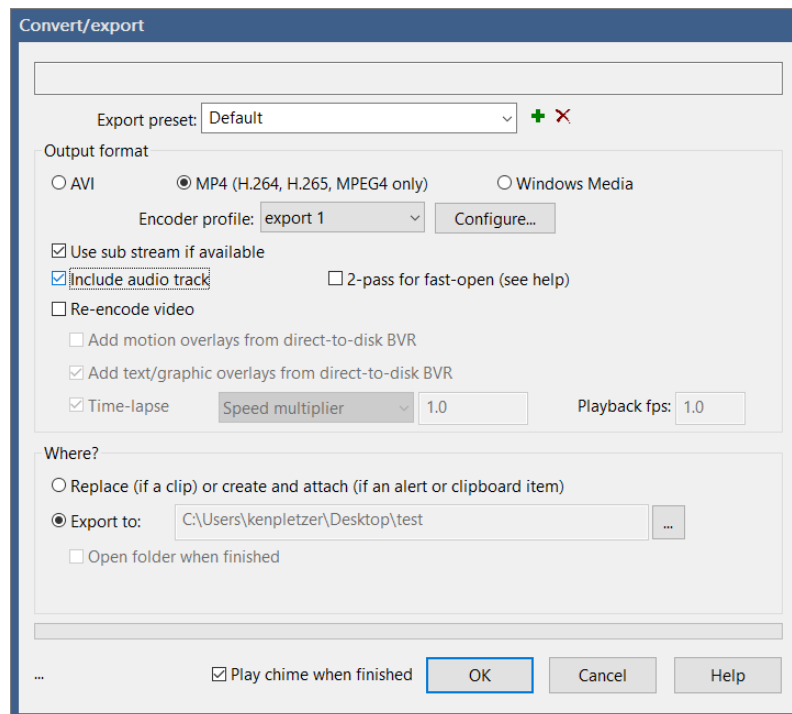 Convert/export
Export preset: Default
Output format
AVI MP4 (H.264, H.265, MPEG4 only) Windows Media
Encoder profile: export 1 Configure...
Use sub stream if available
Include audio track 2-pass for fast-open (see help)
Re-encode video
Add motion overlays from direct-to-disk BVR
Add text/graphic overlays from direct-to-disk BVR
Time-lapse Speed multiplier 1.0 Playback fps: 1.0
Where?
Replace (if a clip) or create and attach (if an alert or clipboard item)
Export to: C:\Users\kenpletzer\Desktop\test ...
Open folder when finished
... Play chime when finished OK Cancel Help